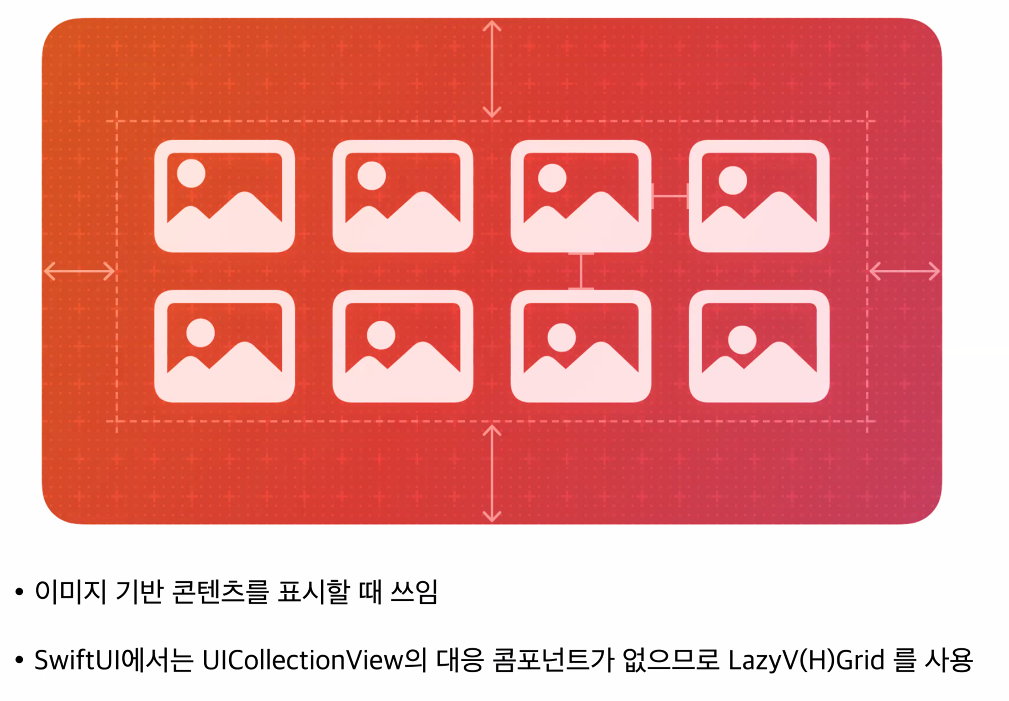 • 이미지 기반 콘텐츠를 표시할 때 쓰임
• SwiftUI에서는 UICollectionView의 대응 콤포넌트가 없으므로 LazyV(H)Grid 를 사용